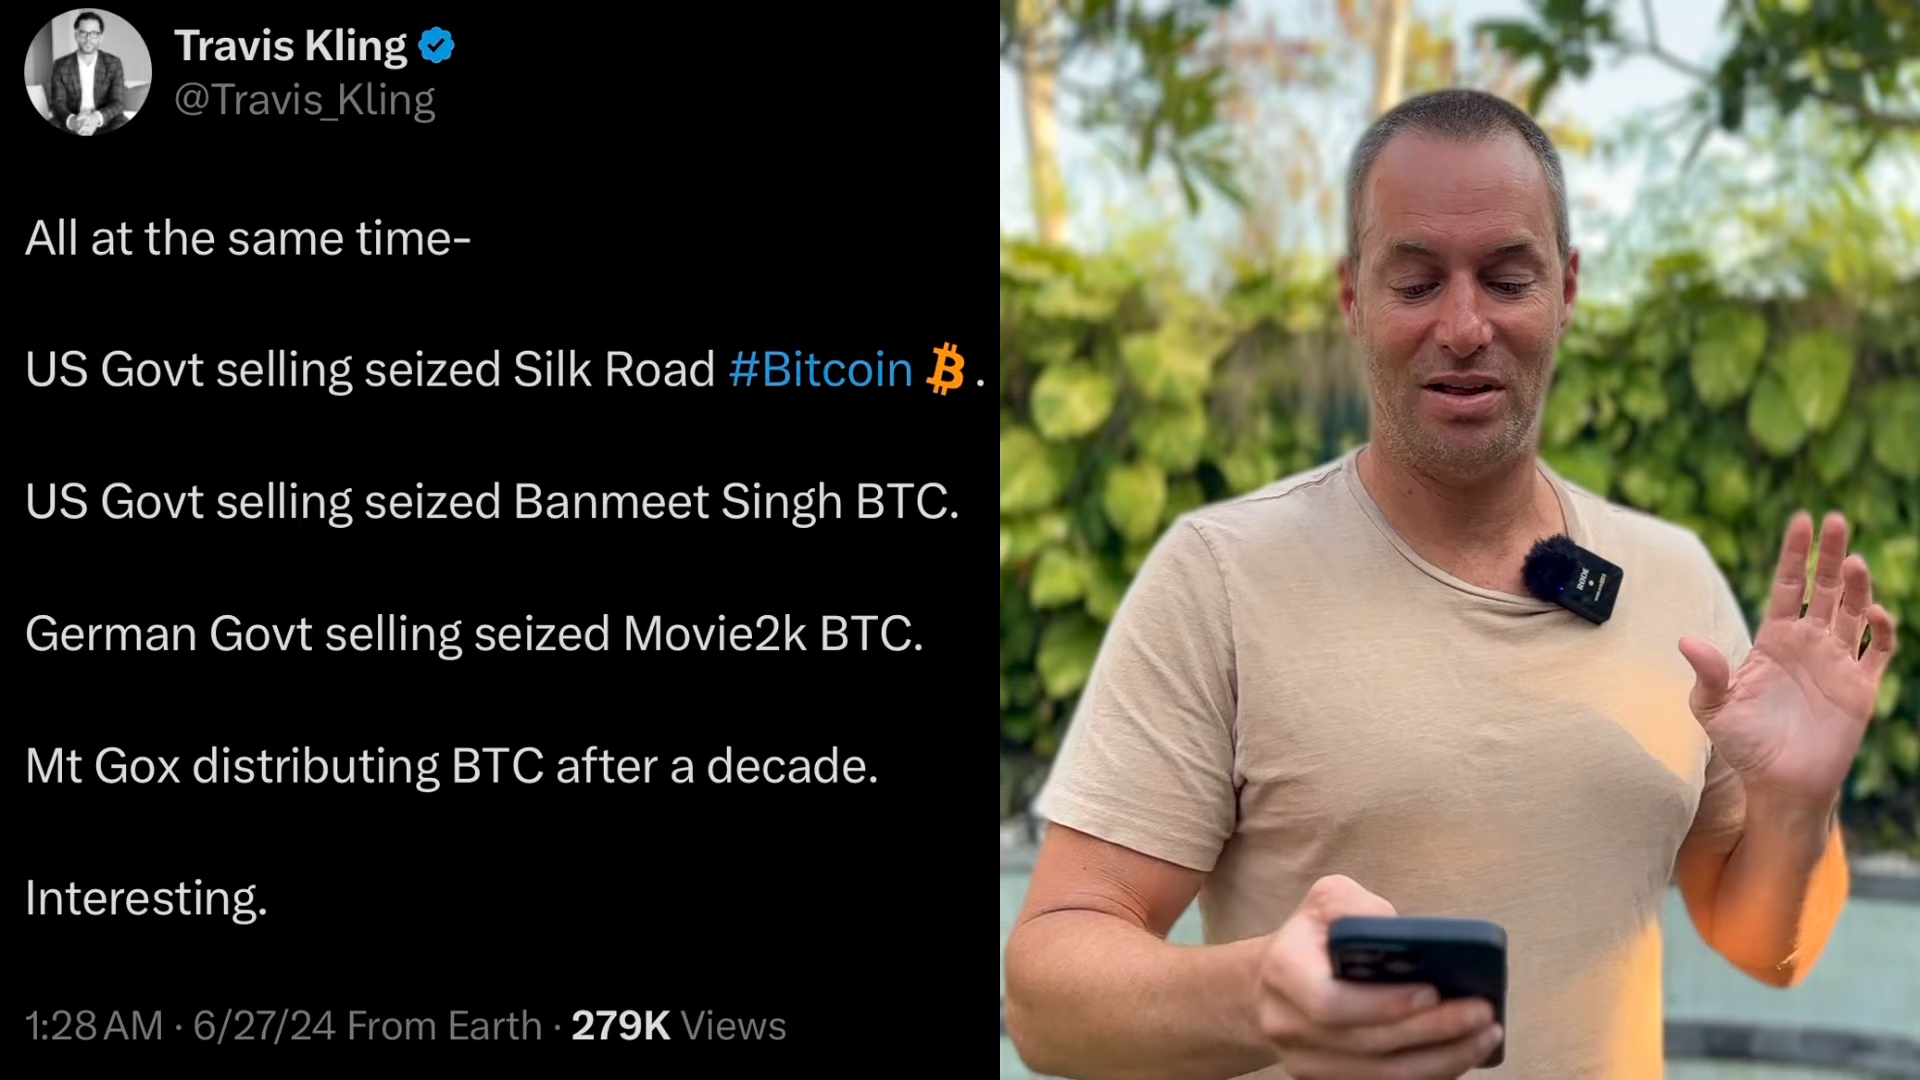 Travis Kling
@Travis_Kling
All at the same time-
US Govt selling seized Silk Road #Bitcoin ₿.
US Govt selling seized Banmeet Singh BTC.
German Govt selling seized Movie2k BTC.
Mt Gox distributing BTC after a decade.
Interesting.
1:28 AM · 6/27/24 From Earth · 279K Views
RØDE